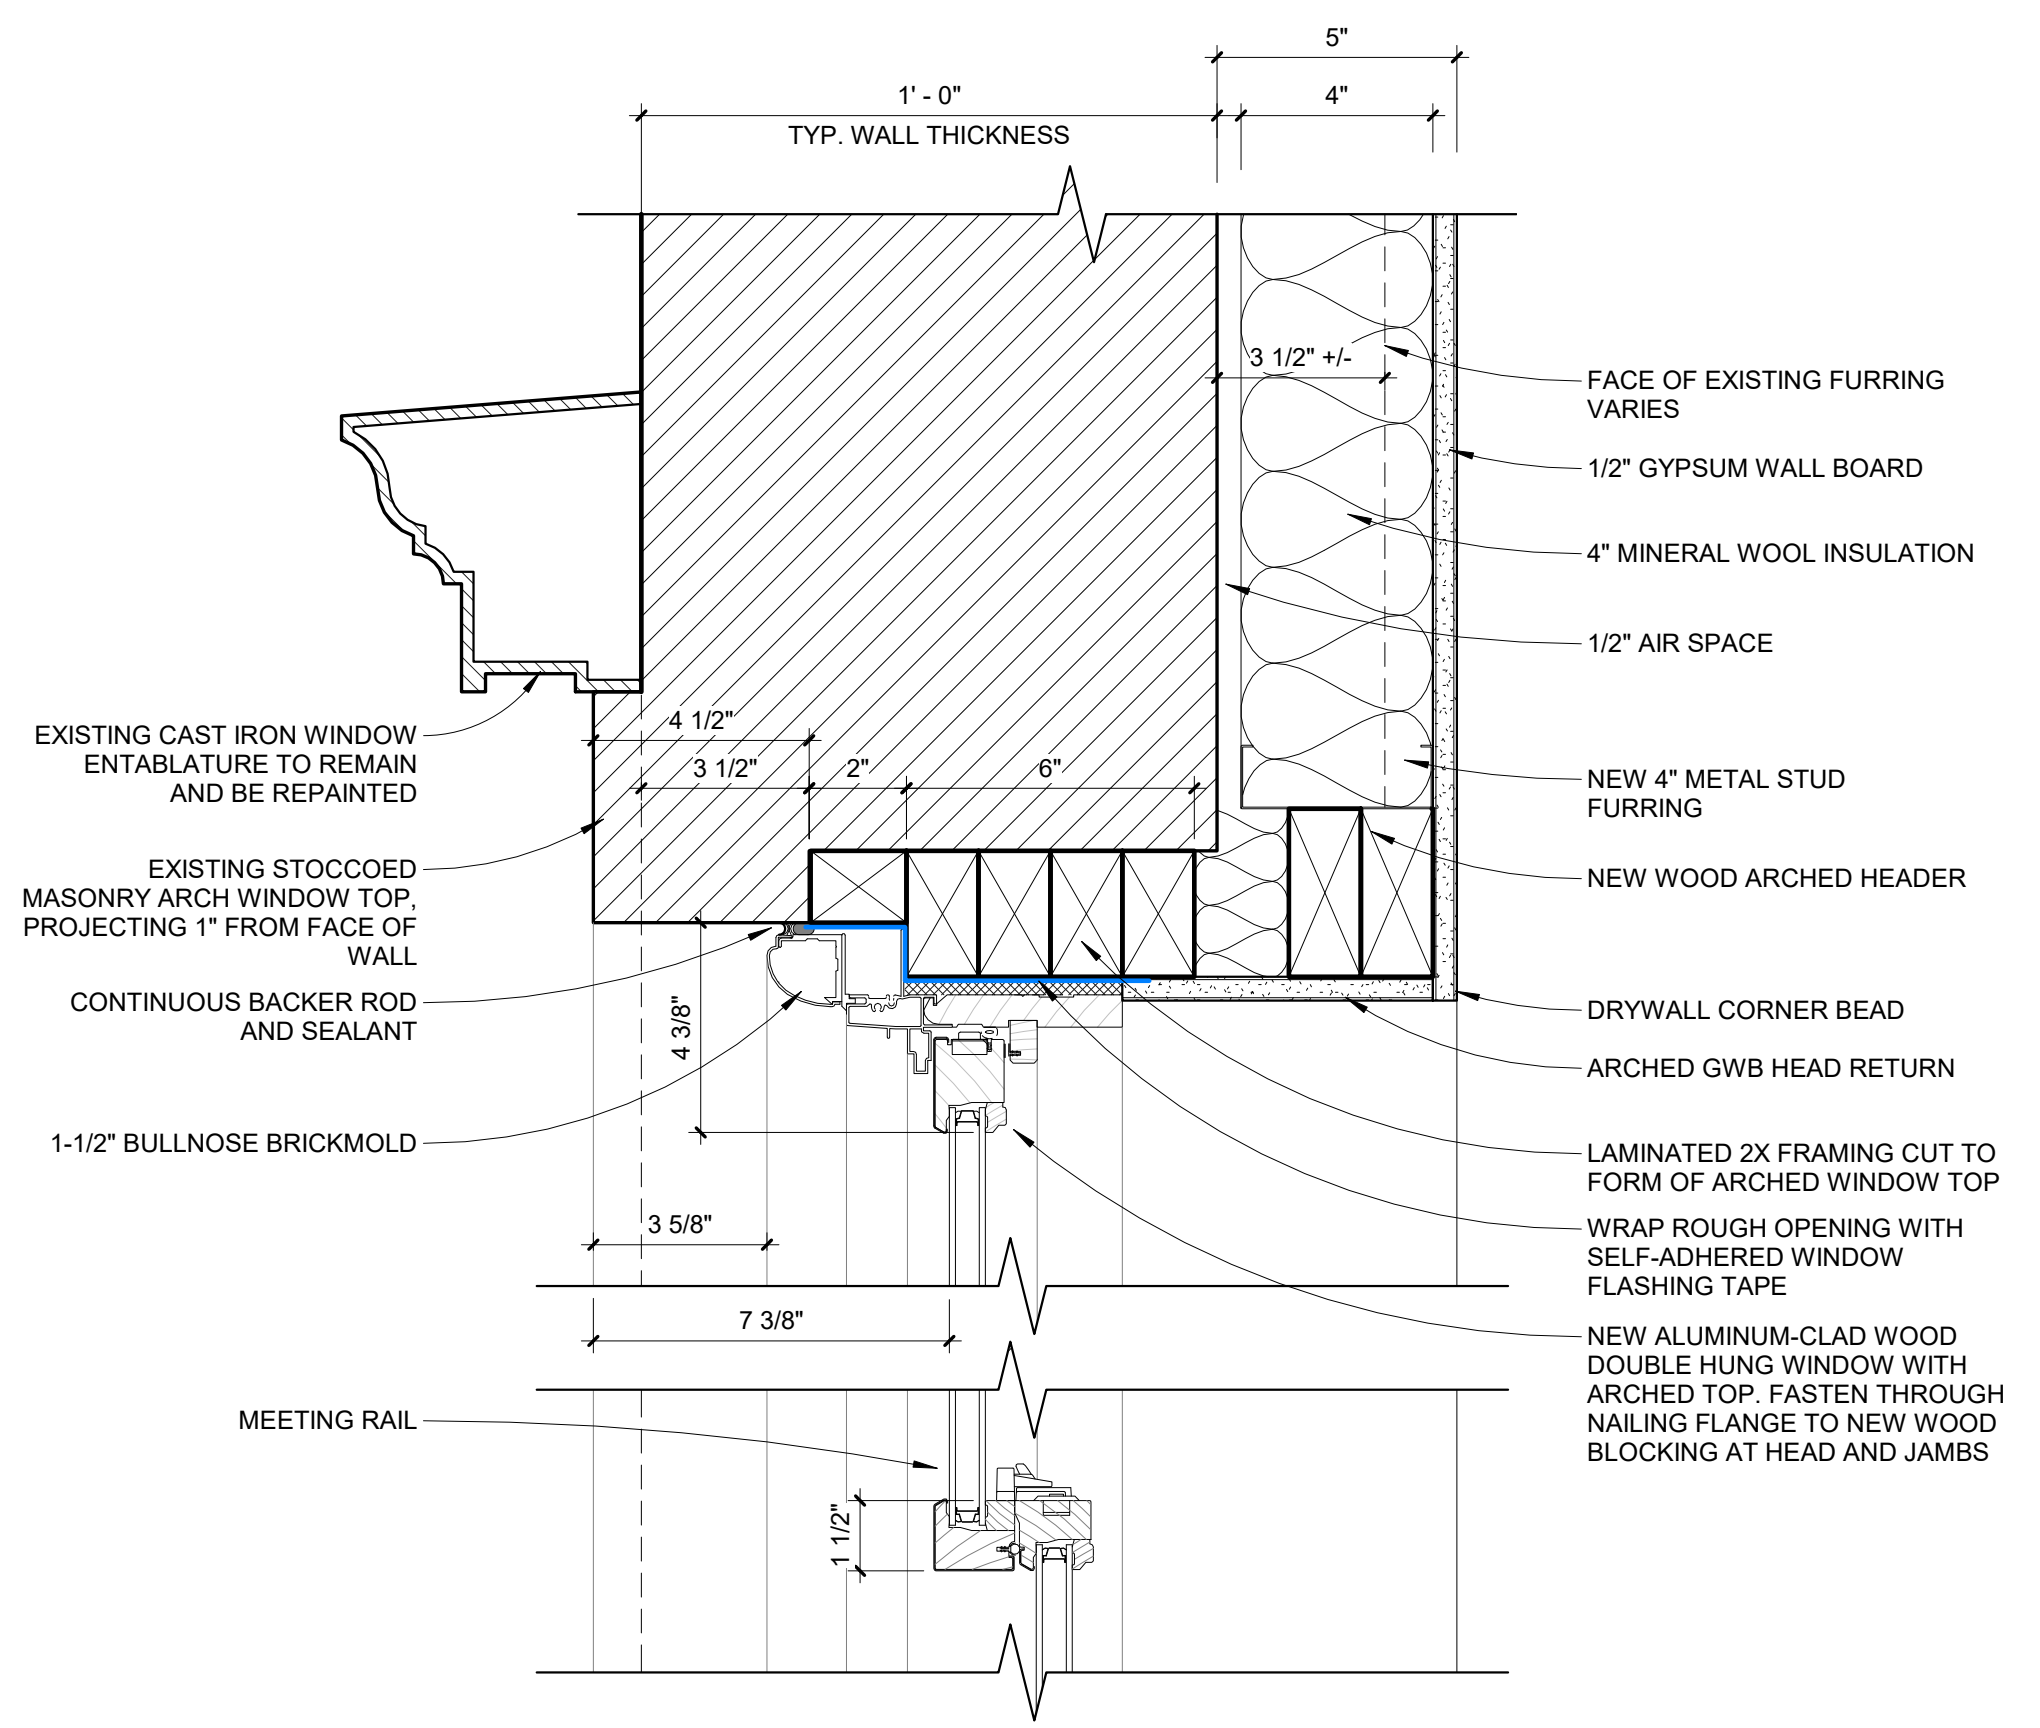 5"
1' - 0"
4"
TYP. WALL THICKNESS
3 1/2" +/-
FACE OF EXISTING FURRING
VARIES
1/2" GYPSUM WALL BOARD
4" MINERAL WOOL INSULATION
1/2" AIR SPACE
NEW 4" METAL STUD
FURRING
NEW WOOD ARCHED HEADER
DRYWALL CORNER BEAD
ARCHED GWB HEAD RETURN
LAMINATED 2X FRAMING CUT TO
FORM OF ARCHED WINDOW TOP
WRAP ROUGH OPENING WITH
SELF-ADHERED WINDOW
FLASHING TAPE
NEW ALUMINUM-CLAD WOOD
DOUBLE HUNG WINDOW WITH
ARCHED TOP. FASTEN THROUGH
NAILING FLANGE TO NEW WOOD
BLOCKING AT HEAD AND JAMBS
EXISTING CAST IRON WINDOW
ENTABLATURE TO REMAIN
AND BE REPAINTED
EXISTING STOCCOED
MASONRY ARCH WINDOW TOP,
PROJECTING 1" FROM FACE OF
WALL
CONTINUOUS BACKER ROD
AND SEALANT
1-1/2" BULLNOSE BRICKMOLD
MEETING RAIL
4 1/2"
3 1/2"
2"
6"
4 3/8"
3 5/8"
7 3/8"
1 1/2"